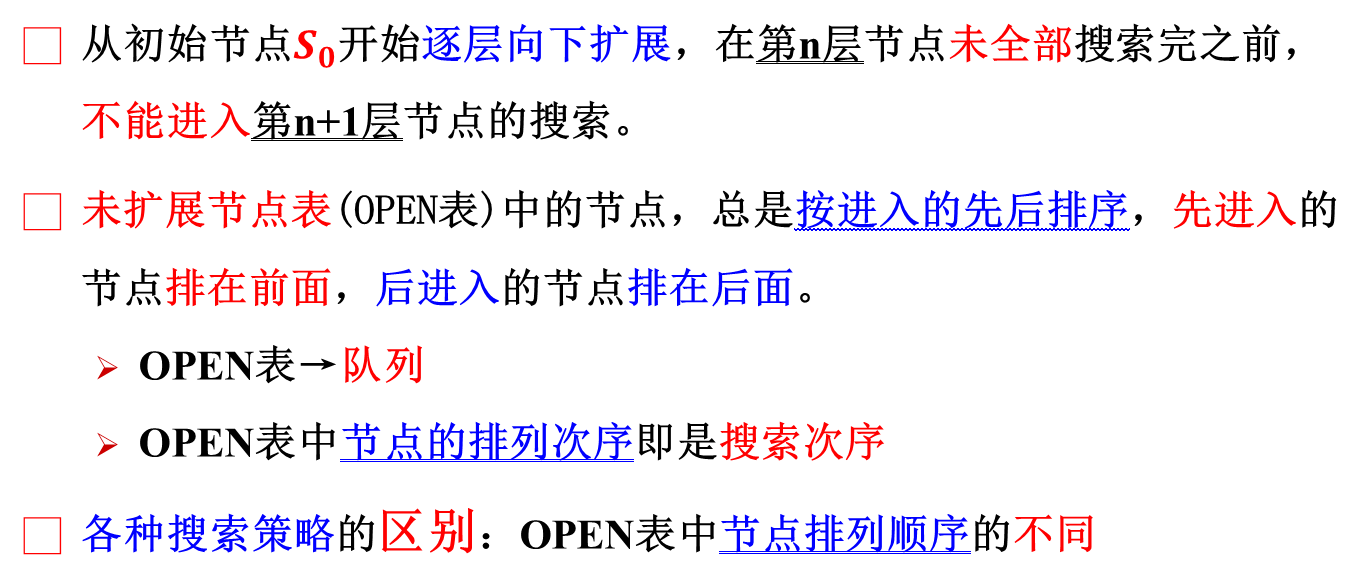 从初始节点S₀开始逐层向下扩展，在第n层节点未全部搜索完之前，
不能进入第n+1层节点的搜索。
未扩展节点表(OPEN表)中的节点，总是按进入的先后排序，先进入的
节点排在前面，后进入的节点排在后面。
OPEN表→队列
OPEN表中节点的排列次序即是搜索次序
各种搜索策略的区别：OPEN表中节点排列顺序的不同